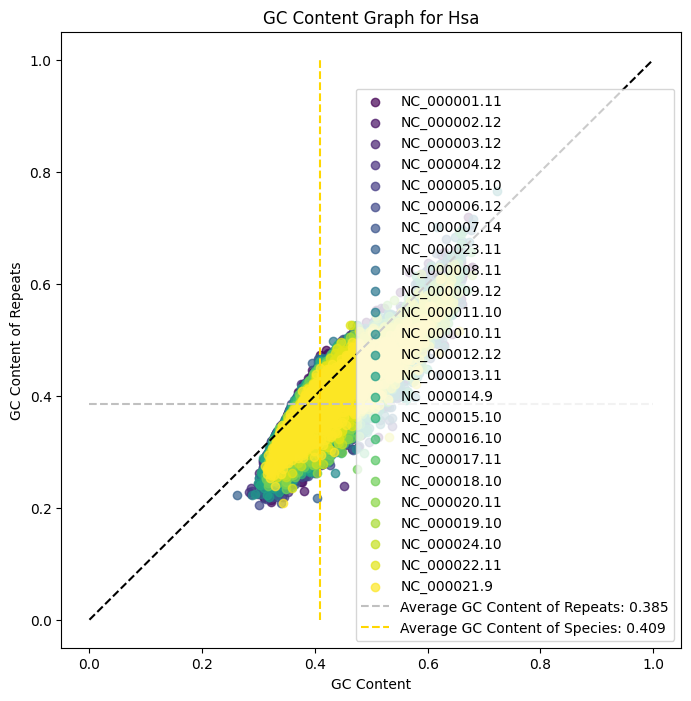 GC Content Graph for Hsa
GC Content of Repeats
1.0
0.8
0.6
0.4
0.2
0.0
NC_000001.11
NC_000002.12
NC_000003.12
NC_000004.12
NC_000005.10
NC_000006.12
NC_000007.14
NC_000023.11
NC_000008.11
NC_000009.12
NC_000011.10
NC_000010.11
NC_000012.12
NC_000013.11
NC_000014.9
NC_000015.10
NC_000016.10
NC_000017.11
NC_000018.10
NC_000020.11
NC_000019.10
NC_000024.10
NC_000022.11
NC_000021.9
Average GC Content of Repeats: 0.385
Average GC Content of Species: 0.409
0.0 0.2 0.4 0.6 0.8 1.0
GC Content